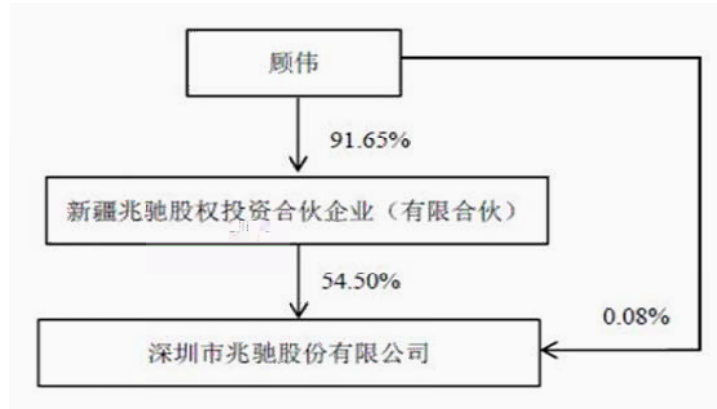 顾伟
91.65%
新疆兆驰股权投资合伙企业（有限合伙）
54.50%
0.08%
深圳市兆驰股份有限公司